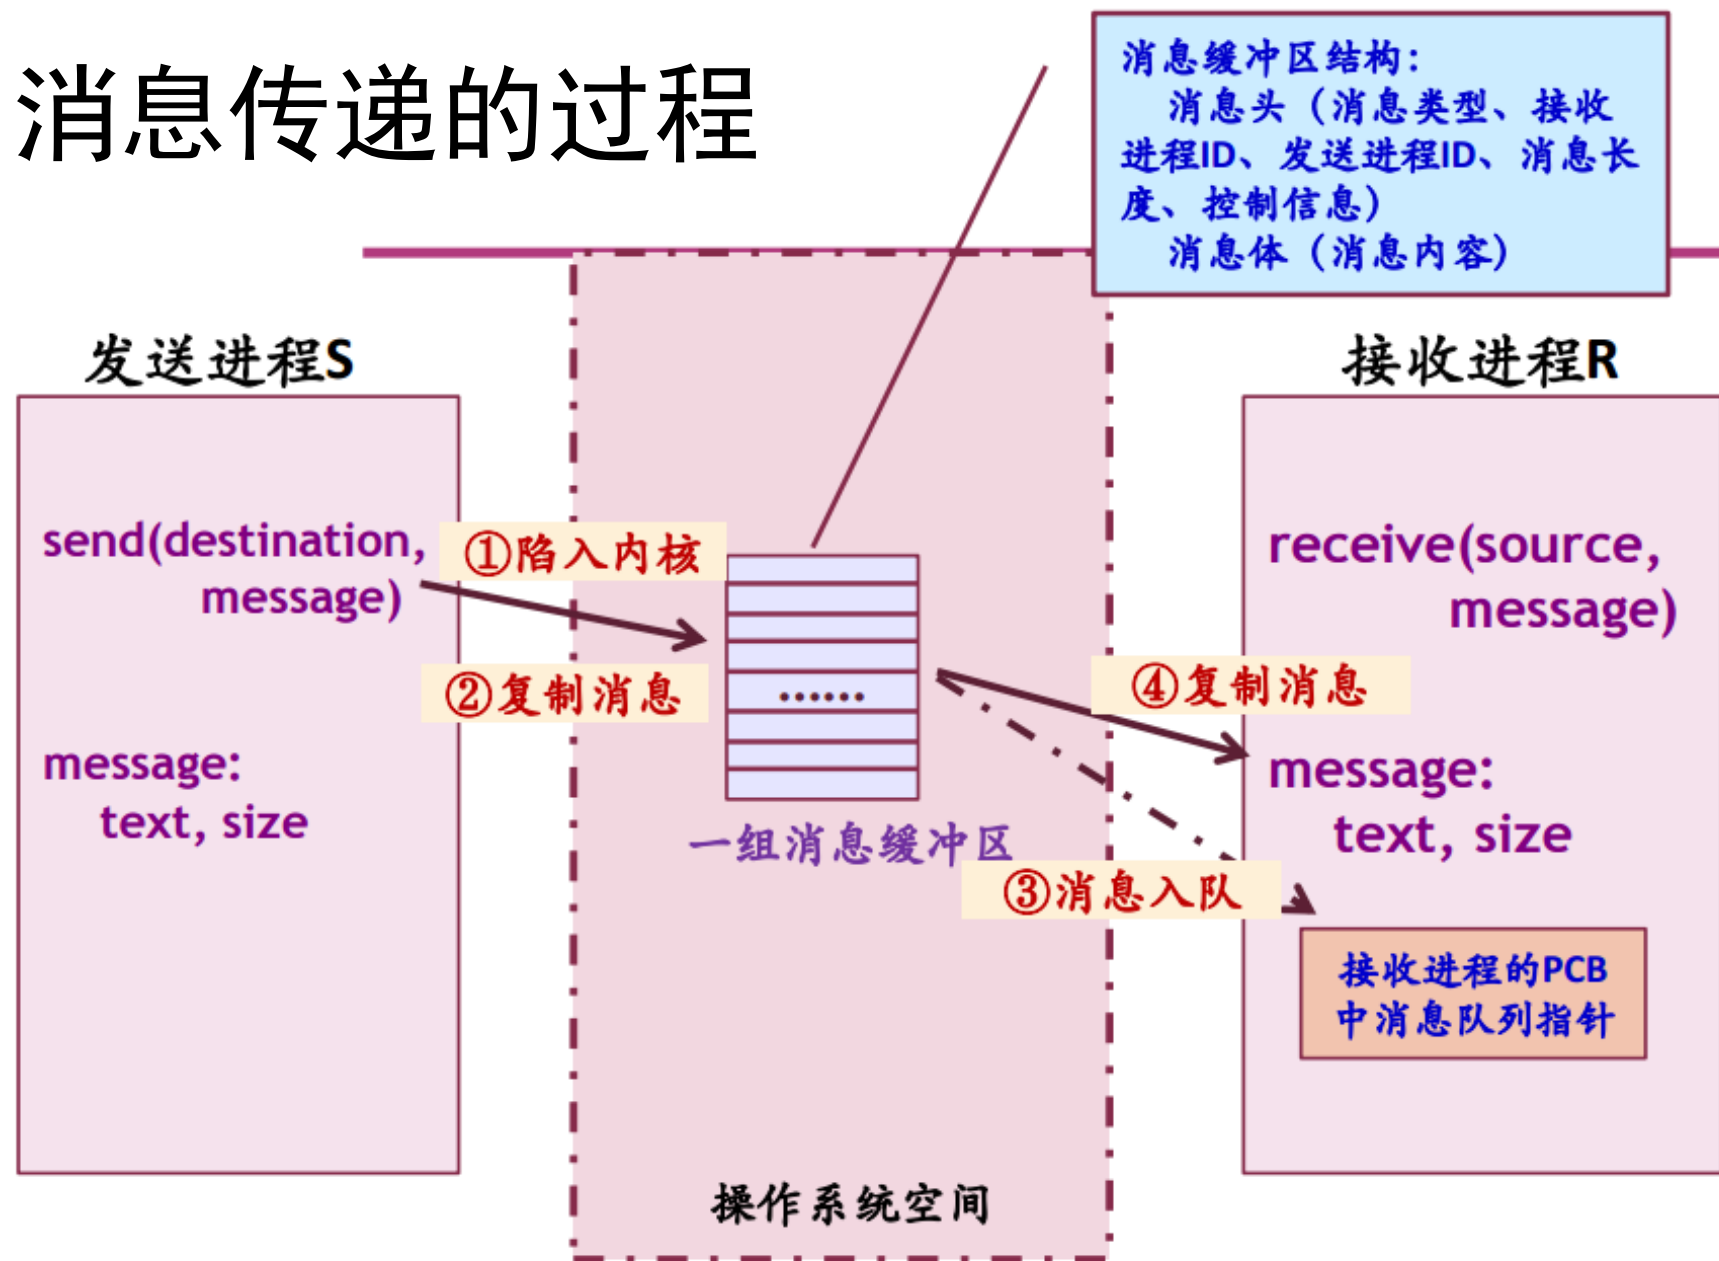 消息传递的过程
消息缓冲区结构：
消息头（消息类型、接收
进程ID、发送进程ID、消息长
度、控制信息）
消息体（消息内容）
发送进程S
接收进程R
send(destination,
message)
①陷入内核
②复制消息
message:
text, size
......
一组消息缓冲区
receive(source,
message)
④复制消息
message:
text, size
③消息入队
接收进程的PCB
中消息队列指针
操作系统空间